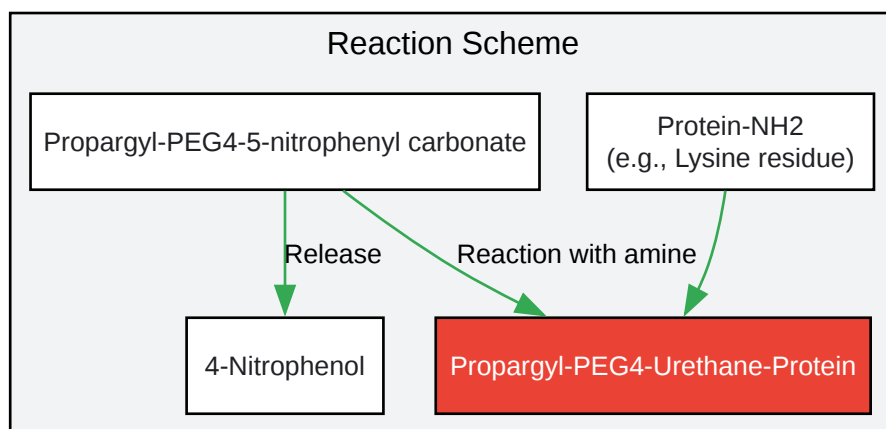 Reaction Scheme
Propargyl-PEG4-5-nitrophenyl carbonate
Protein-NH2
(e.g., Lysine residue)
Release
Reaction with amine
4-Nitrophenol
Propargyl-PEG4-Urethane-Protein